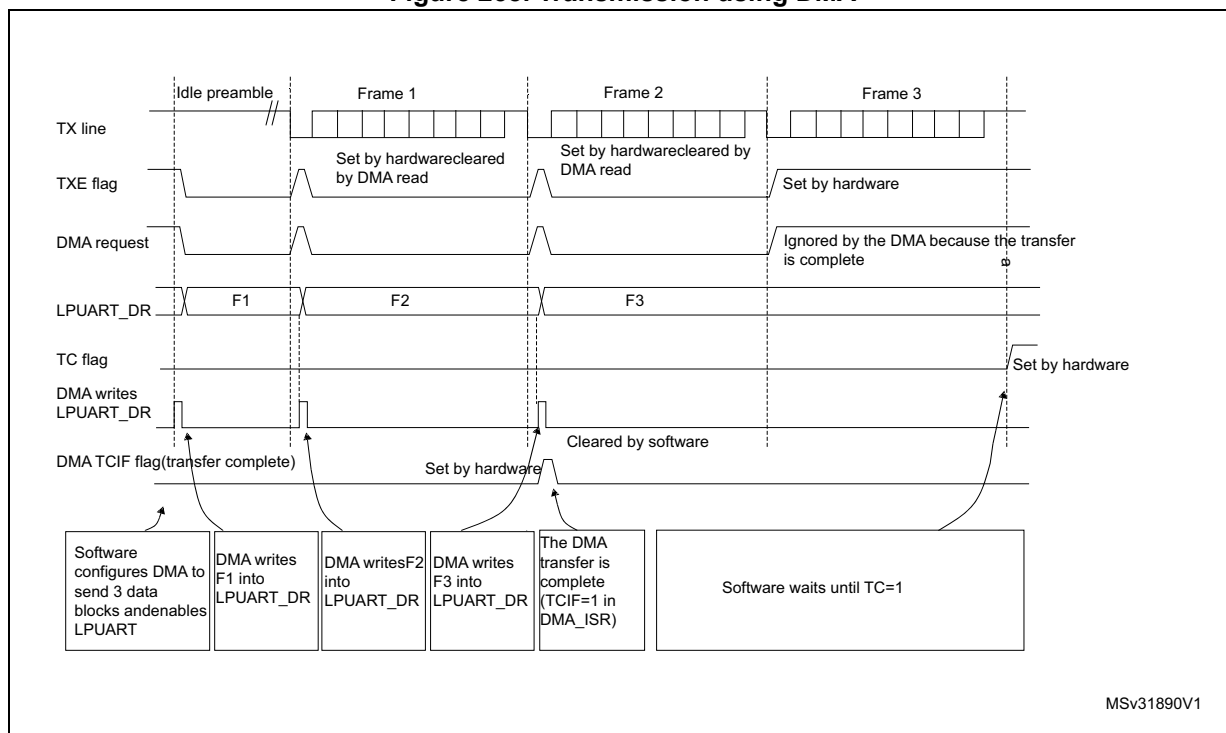 Idle preamble
Frame 1
Frame 2
Frame 3
TX line
Set by hardwarecleared
by DMA read
Set by hardwarecleared by
DMA read
TXE flag
Set by hardware
DMA request
Ignored by the DMA because the transfer
is complete
a
LPUART_DR
F1
F2
F3
TC flag
Set by hardware
DMA writes
LPUART_DR
Cleared by software
DMA TCIF flag(transfer complete)
Set by hardware
Software
configures DMA to
send 3 data
blocks andenables
LPUART
DMA writes
F1 into
LPUART_DR
DMA writesF2
into
LPUART_DR
DMA writes
F3 into
LPUART_DR
The DMA
transfer is
complete
(TCIF=1 in
DMA_ISR)
Software waits until TC=1
MSv31890V1